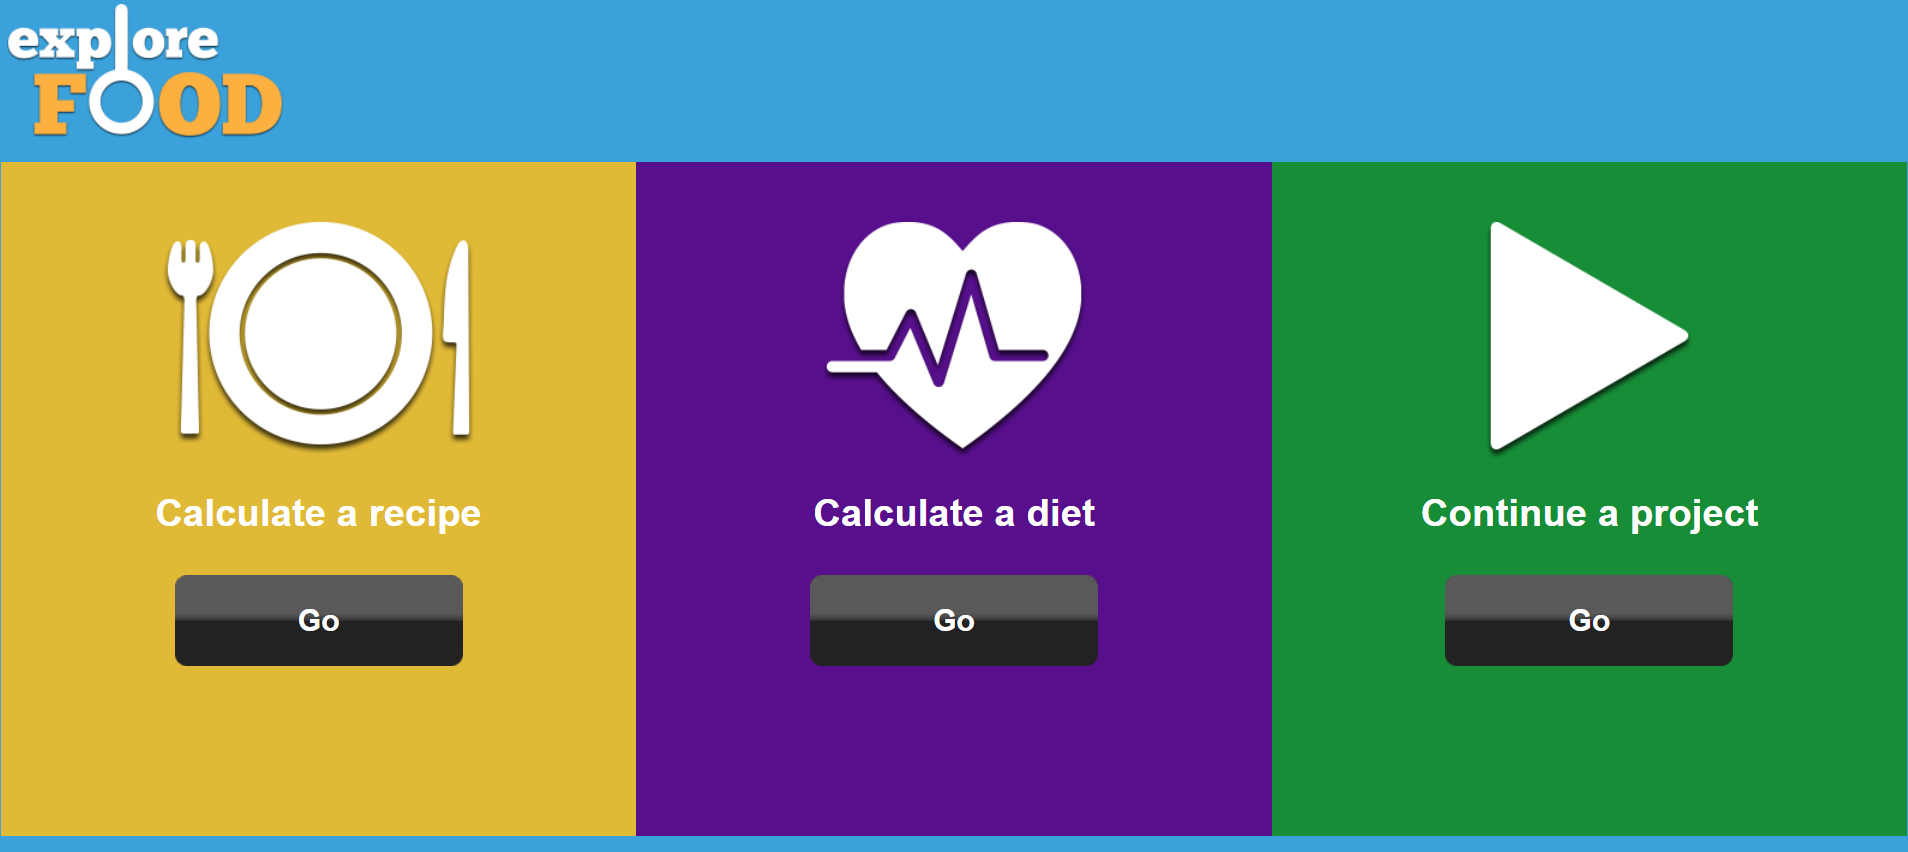 explore
FOOD
Calculate a recipe
Calculate a diet
Continue a project
Go
Go
Go